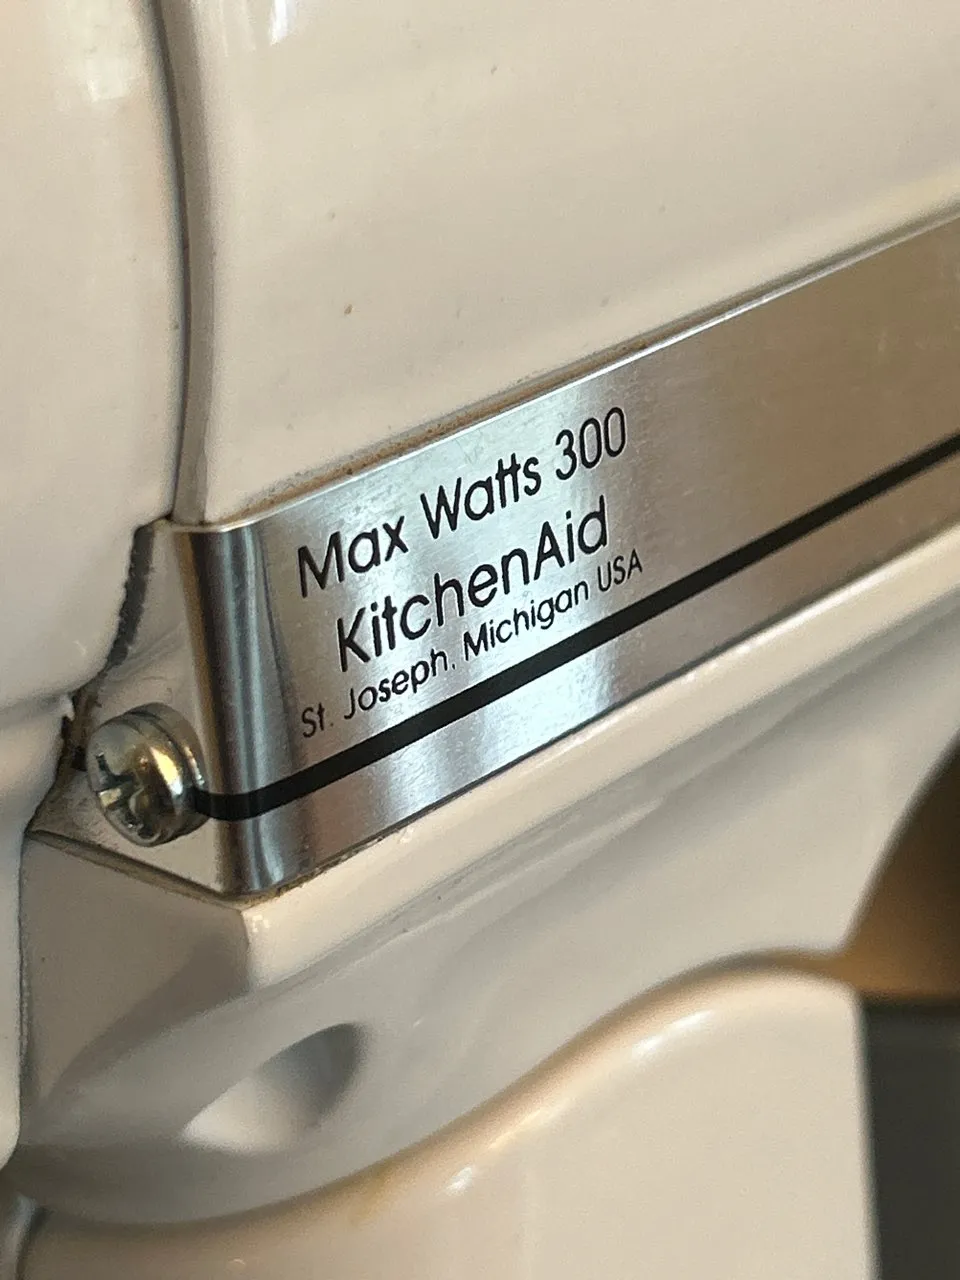 Max Watts 300
KitchenAid
St. Joseph, Michigan USA